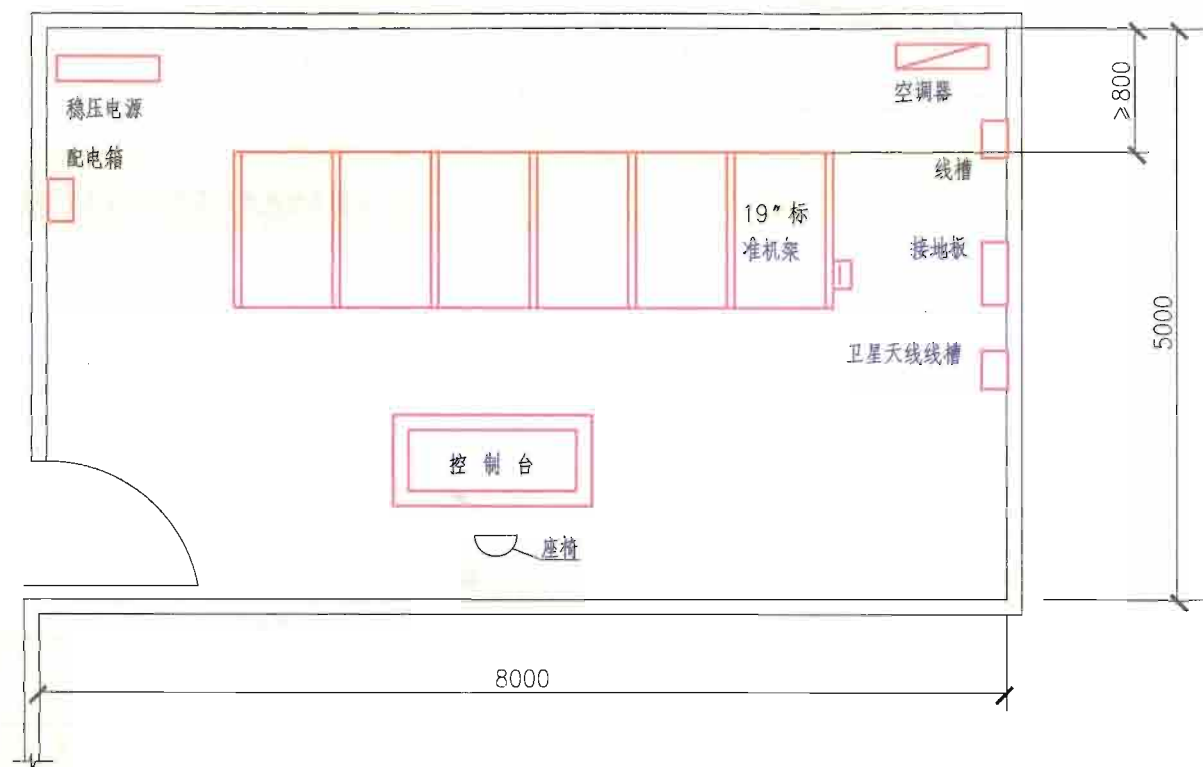 稳压电源
空调器
≥800
配电箱
线槽
19"标
准机架
接地板
5000
卫星天线线槽
控制台
座椅
8000